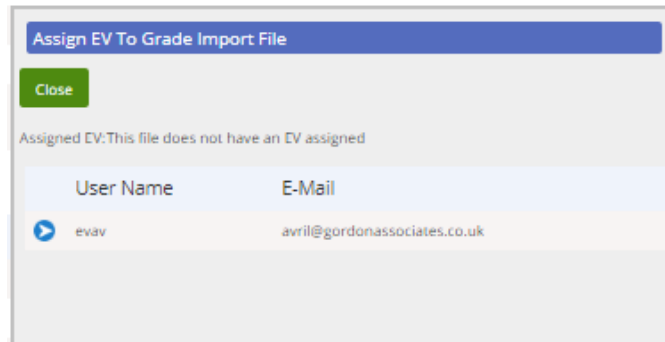 Assign EV To Grade Import File
Close
Assigned EV:This file does not have an EV assigned
User Name E-Mail
evav avril@gordonassociates.co.uk